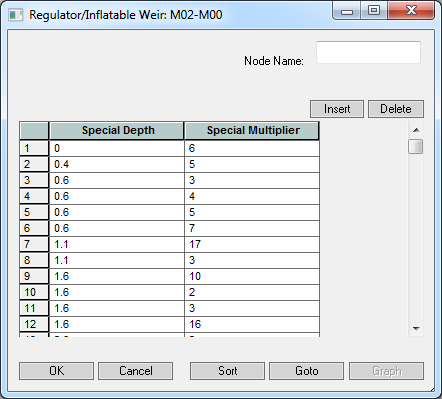 Regulator/Inflatable Weir: M02-M00
Node Name:
Insert Delete
Special Depth Special Multiplier
1 0 6
2 0.4 5
3 0.6 3
4 0.6 4
5 0.6 5
6 0.6 7
7 1.1 17
8 1.1 3
9 1.6 10
10 1.6 2
11 1.6 3
12 1.6 16
OK Cancel Sort Goto Graph